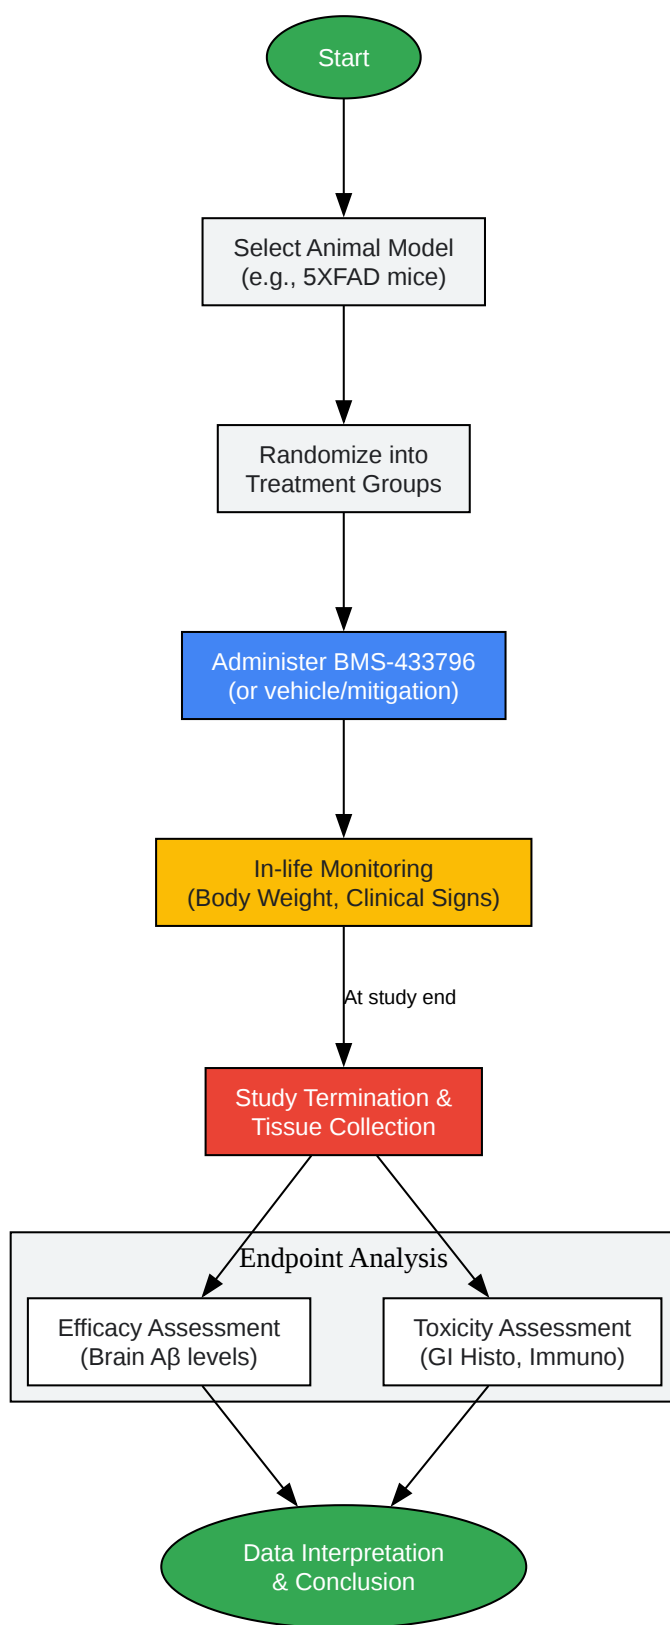 Start
Select Animal Model
(e.g., 5XFAD mice)
Randomize into
Treatment Groups
Administer BMS-433796
(or vehicle/mitigation)
In-life Monitoring
(Body Weight, Clinical Signs)
At study end
Study Termination &
Tissue Collection
Endpoint Analysis
Efficacy Assessment
(Brain Aβ levels)
Toxicity Assessment
(GI Histo, Immuno)
Data Interpretation
& Conclusion